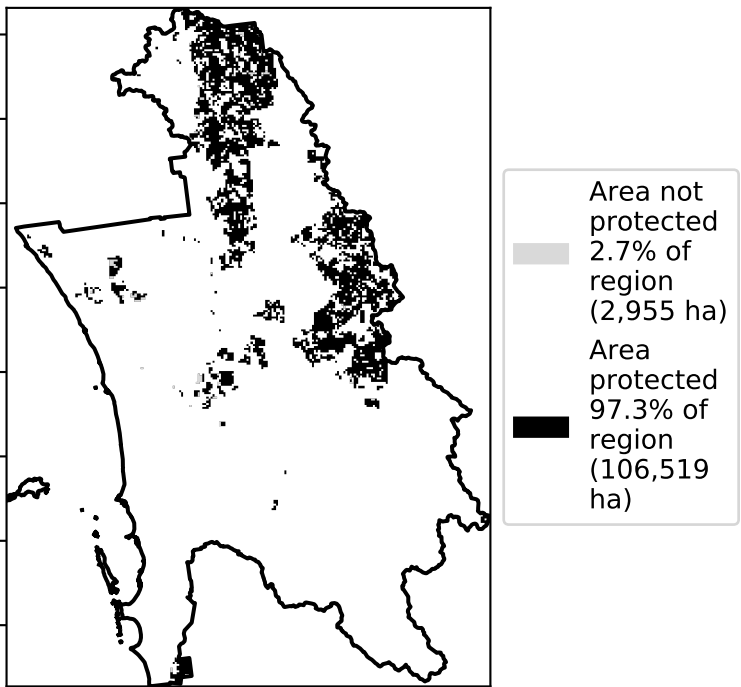 Area not
protected
2.7% of
region
(2,955 ha)
Area
protected
97.3% of
region
(106,519
ha)